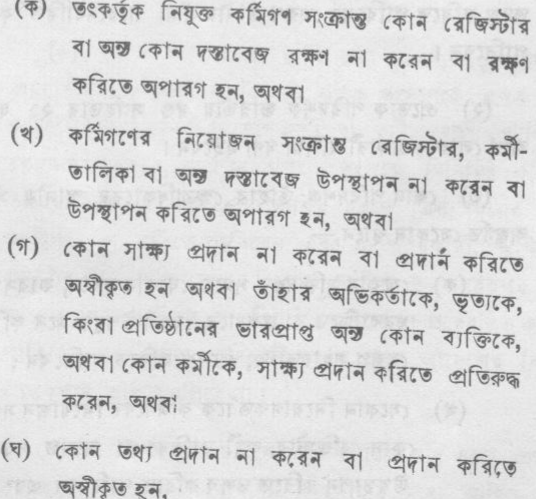 (ক) তৎকর্তৃক নিযুক্ত কর্মিগণ সংক্রান্ত কোন রেজিস্টার
বা অন্য কোন দস্তাবেজ রক্ষণ না করেন বা রক্ষণ
করিতে অপারগ হন, অথবা
(খ) কর্মিগণের নিয়োজন সংক্রান্ত রেজিস্টার, কর্মী-
তালিকা বা অন্য দস্তাবেজ উপস্থাপন না করেন বা
উপস্থাপন করিতে অপারগ হন, অথবা
(গ) কোন সাক্ষ্য প্রদান না করেন বা প্রদান করিতে
অস্বীকৃত হন অথবা তাঁহার অভিকর্তাকে, ভৃত্যকে,
কিংবা প্রতিষ্ঠানের ভারপ্রাপ্ত অন্য কোন ব্যক্তিকে,
অথবা কোন কর্মীকে, সাক্ষ্য প্রদান করিতে প্রতিরুদ্ধ
করেন, অথবা
(ঘ) কোন তথ্য প্রদান না করেন বা প্রদান করিতে
অস্বীকৃত হন,